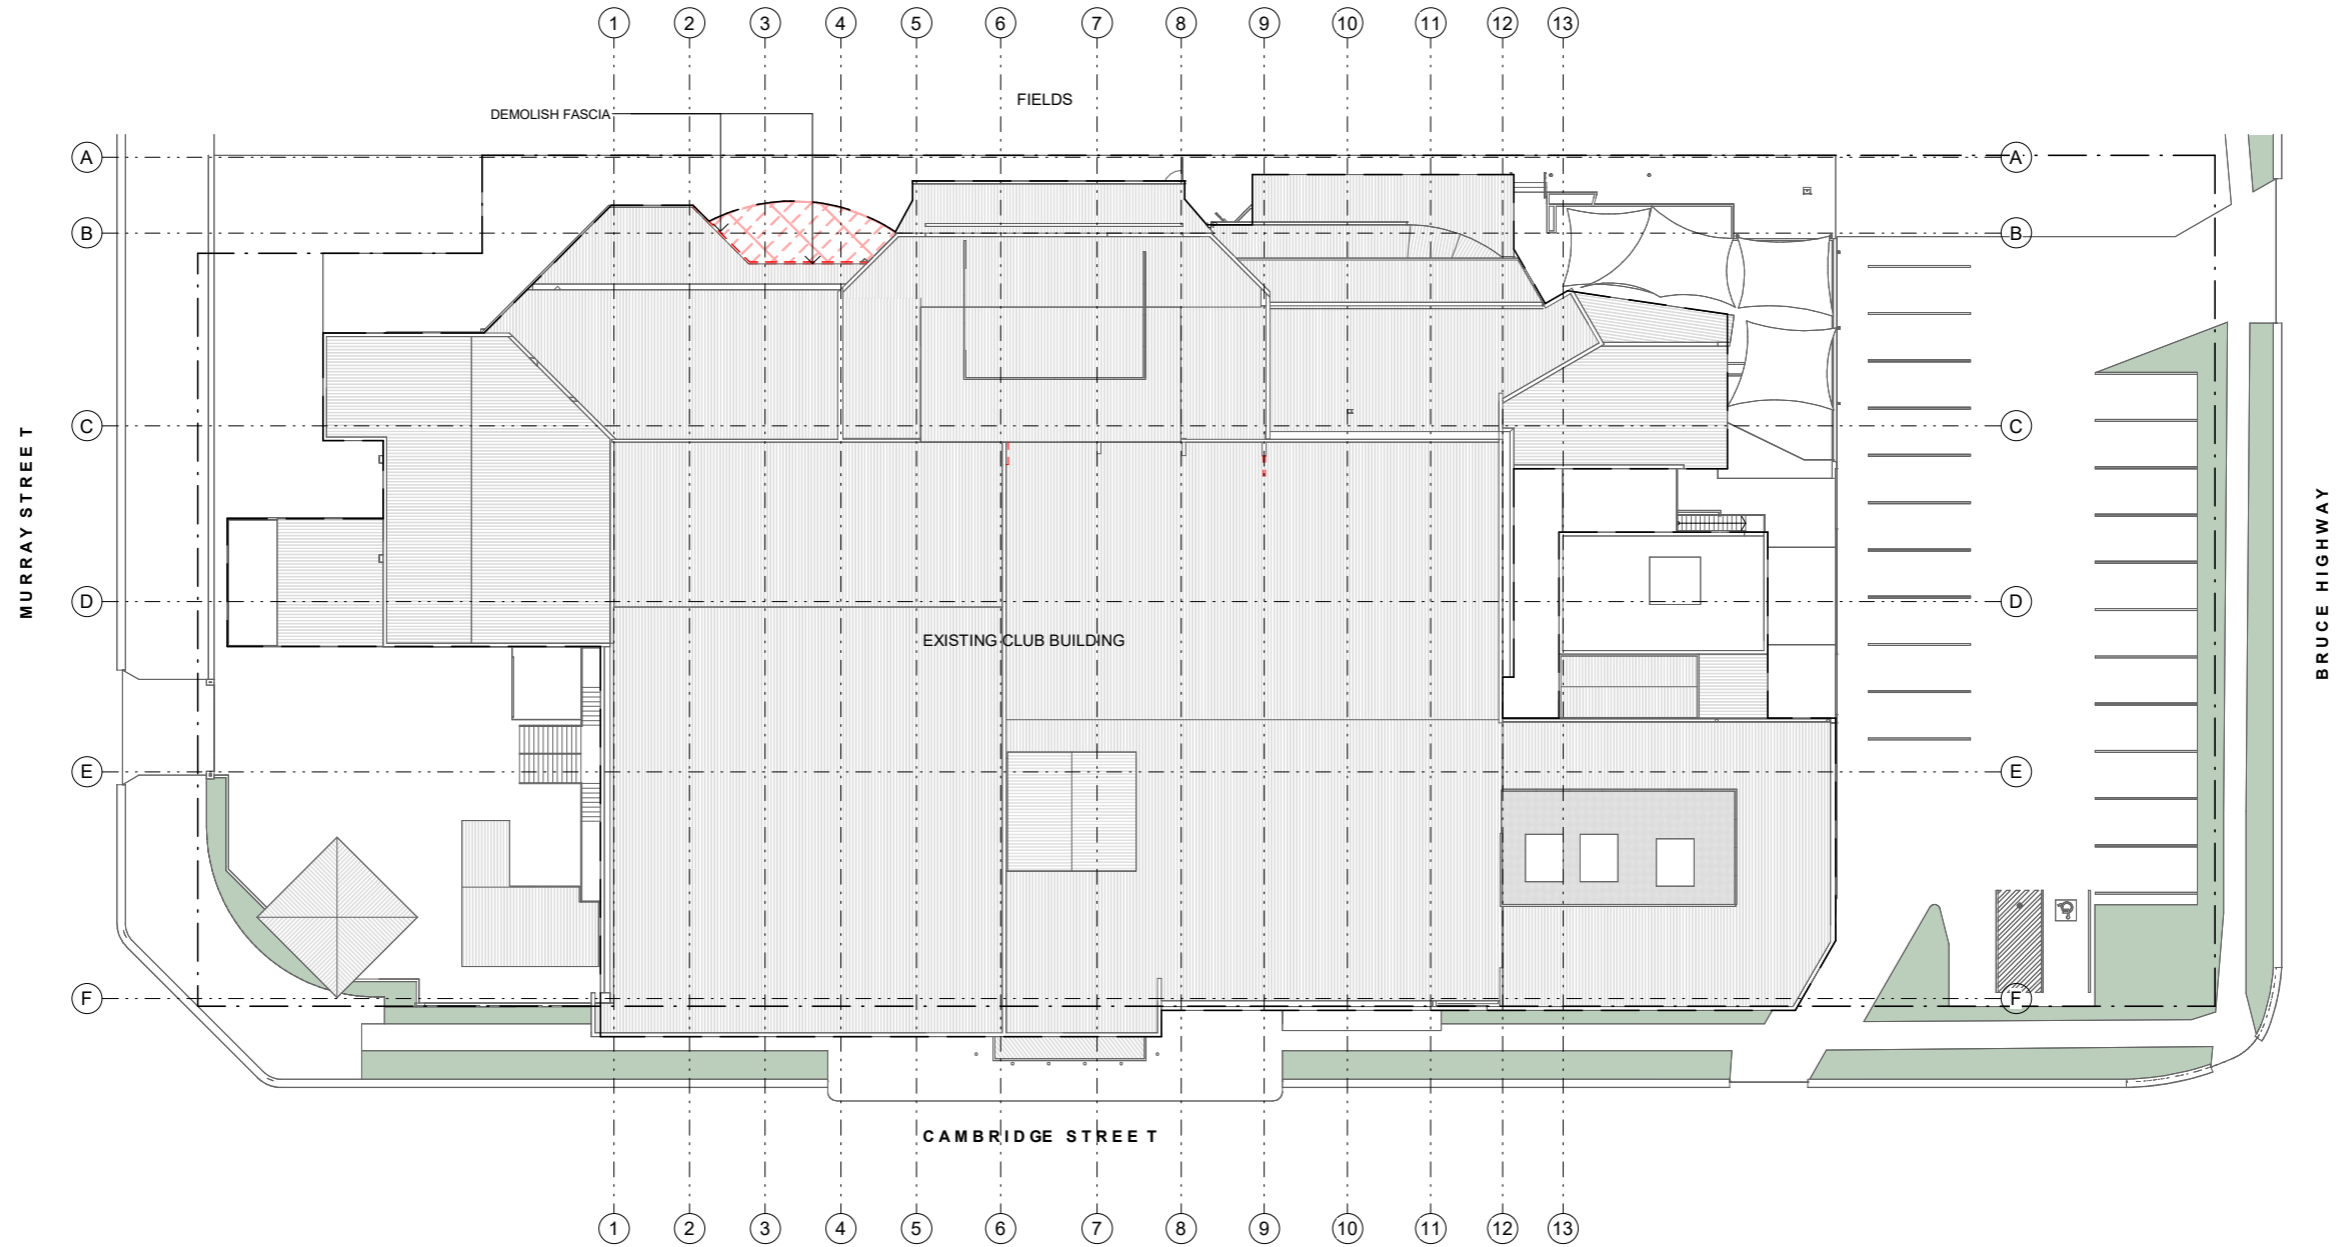 1 2 3 4 5 6 7 8 9 10 11 12 13
FIELDS
DEMOLISH FASCIA
A A
B B
C C
MURRAY STREET
BRUCE HIGHWAY
D D
EXISTING CLUB BUILDING
E E
F F
CAMBRIDGE STREET
1 2 3 4 5 6 7 8 9 10 11 12 13